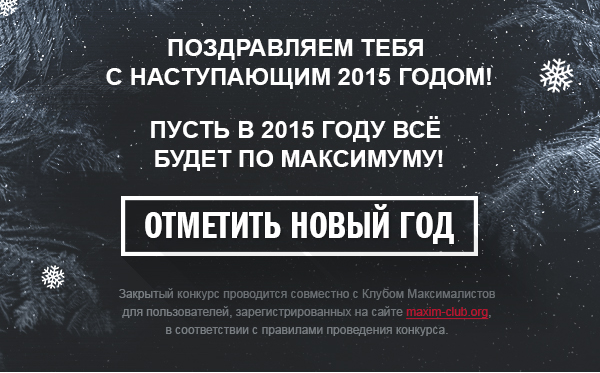 ПОЗДРАВЛЯЕМ ТЕБЯ
С НАСТУПАЮЩИМ 2015 ГОДОМ!
ПУСТЬ В 2015 ГОДУ ВСЁ
БУДЕТ ПО МАКСИМУМУ!
ОТМЕТИТЬ НОВЫЙ ГОД
Закрытый конкурс проводится совместно с Клубом Максималистов
для пользователей, зарегистрированных на сайте maxim-club.org,
в соответствии с правилами проведения конкурса.